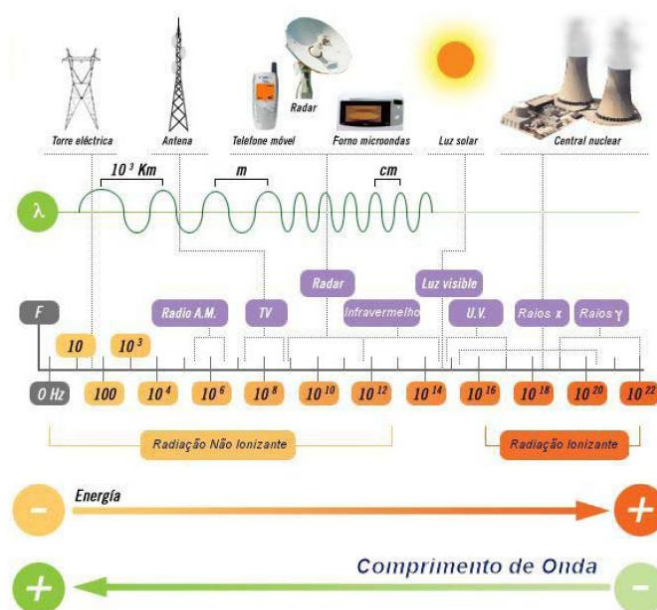 Radar
Torre eléctrica
Antena
Telefone móvel
Forno microondas
Luz solar
Central nuclear
10³ Km
m
cm
λ
Radar
Luz visible
F
Radio A.M.
TV
Infravermelho
U.V.
Raios x
Raios γ
10
10³
0 Hz
100
10⁴
10⁶
10⁸
10¹⁰
10¹²
10¹⁴
10¹⁶
10¹⁸
10²⁰
10²²
Radiação Não Ionizante
Radiação Ionizante
Energía
- +
Comprimento de Onda
+ -